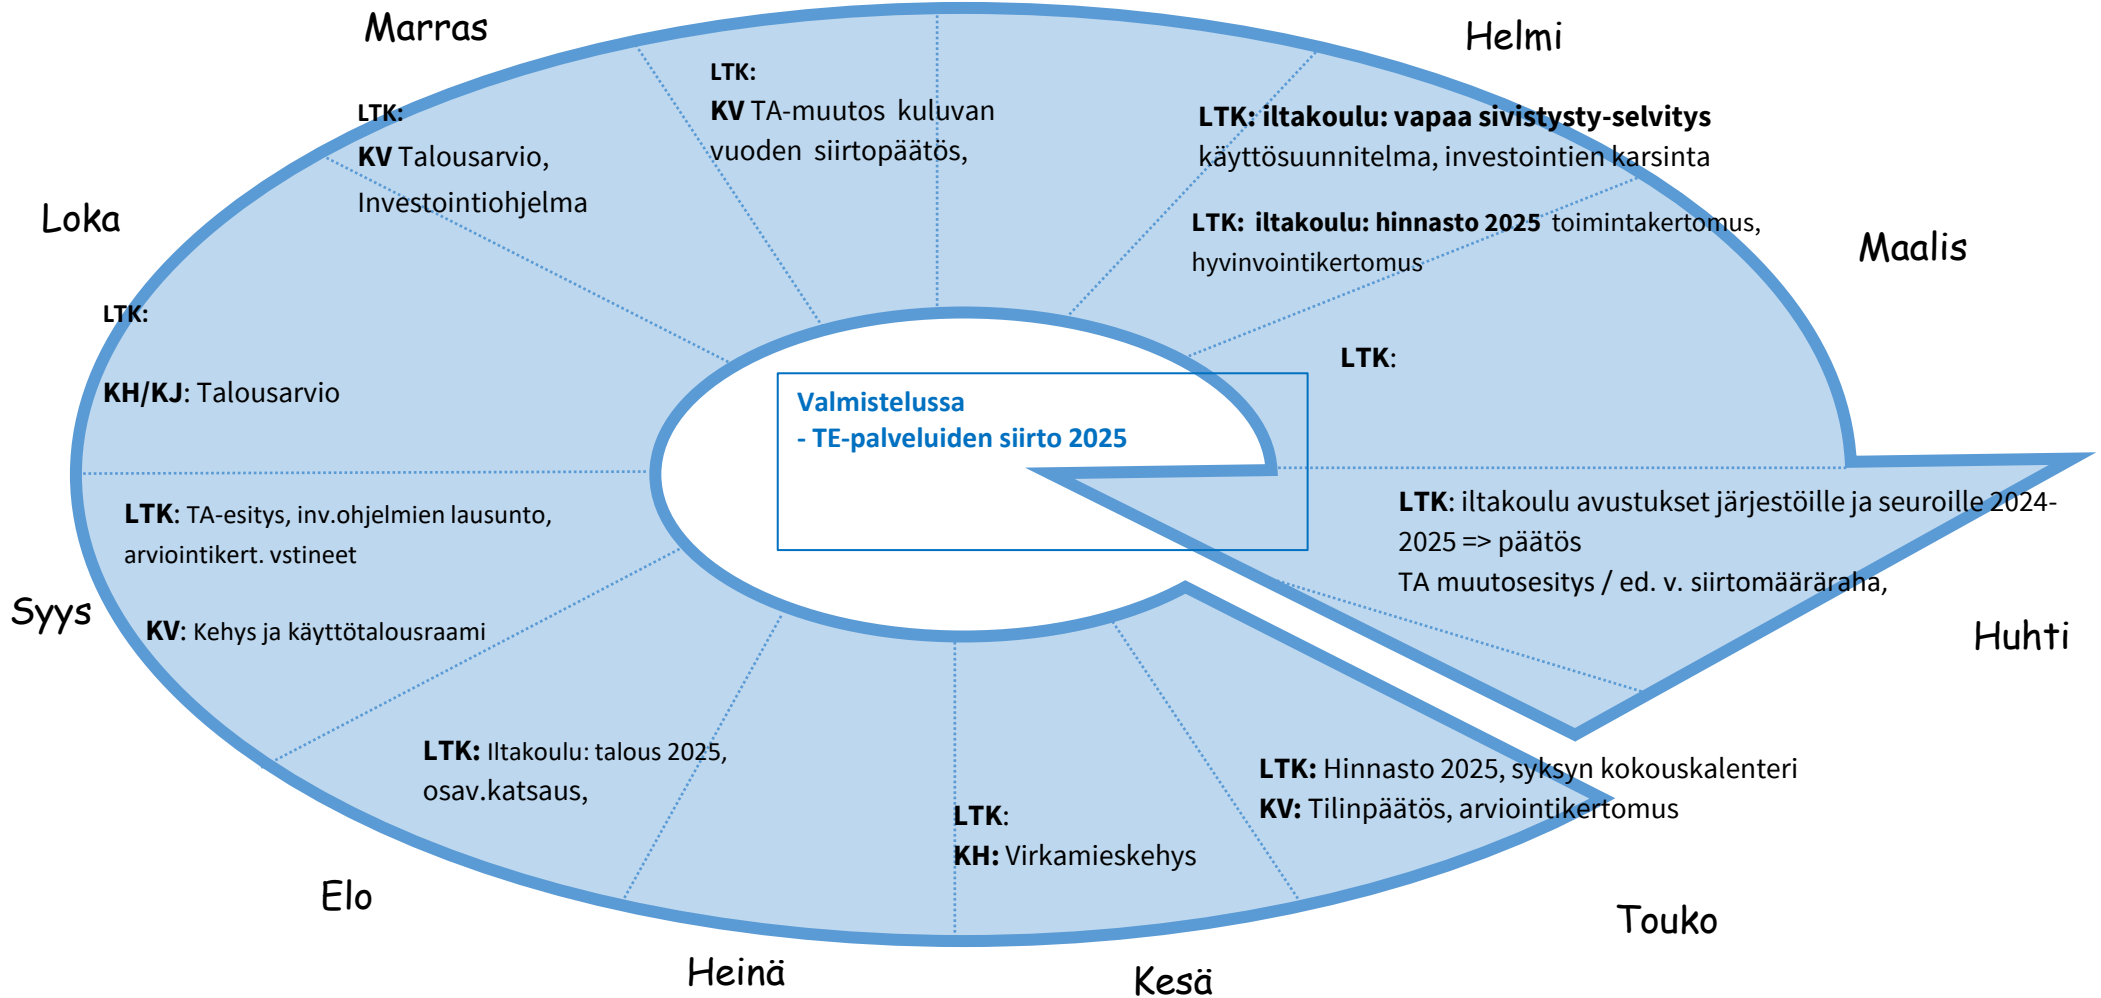 Marras
Helmi
LTK:
KV TA-muutos kuluvan
vuoden siirtopäätös,
LTK:
KV Talousarvio,
Investointiohjelma
LTK: iltakoulu: vapaa sivistysty-selvitys
käyttösuunnitelma, investointien karsinta
LTK: iltakoulu: hinnasto 2025 toimintakertomus,
hyvinvointikertomus
Loka
Maalis
LTK:
KH/KJ: Talousarvio
LTK:
Valmistelussa
- TE-palveluiden siirto 2025
LTK: iltakoulu avustukset järjestöille ja seuroille 2024-
2025 => päätös
TA muutosesitys / ed. v. siirtomääräraha,
LTK: TA-esitys, inv.ohjelmien lausunto,
arviointikert. vstineet
KV: Kehys ja käyttötalousraami
Syys
Huhti
LTK: Iltakoulu: talous 2025,
osav.katsaus,
LTK:
KH: Virkamieskehys
LTK: Hinnasto 2025, syksyn kokouskalenteri
KV: Tilinpäätös, arviointikertomus
Elo
Touko
Heinä
Kesä